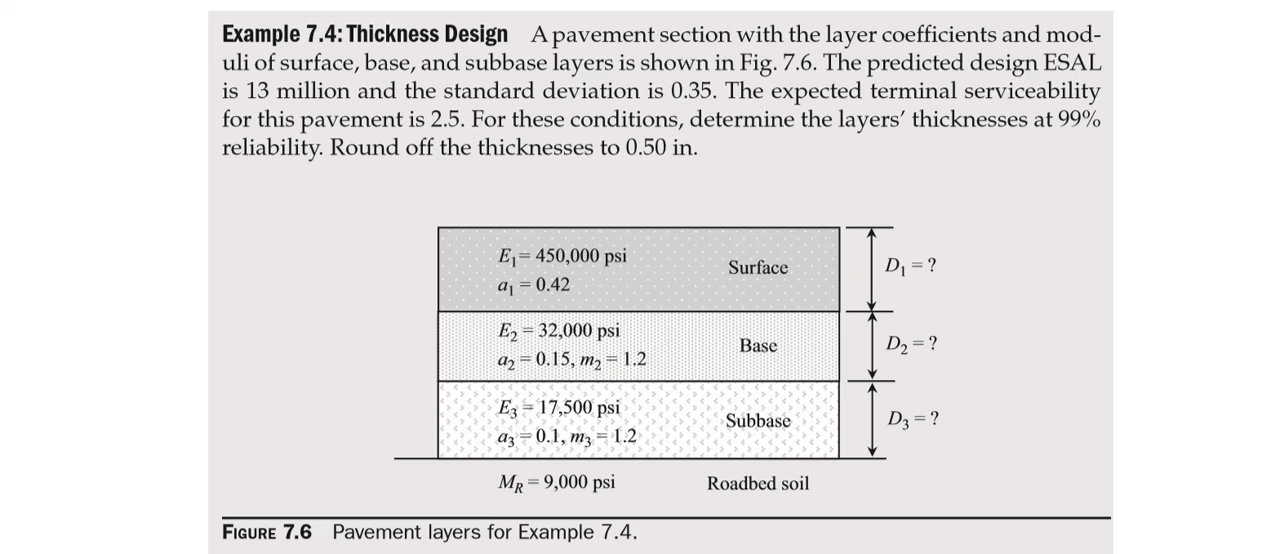 Example 7.4: Thickness Design A pavement section with the layer coefficients and mod-
uli of surface, base, and subbase layers is shown in Fig. 7.6. The predicted design ESAL
is 13 million and the standard deviation is 0.35. The expected terminal serviceability
for this pavement is 2.5. For these conditions, determine the layers’ thicknesses at 99%
reliability. Round off the thicknesses to 0.50 in.
E₁ = 450,000 psi
a₁ = 0.42
Surface
D₁ = ?
E₂ = 32,000 psi
a₂ = 0.15, m₂ = 1.2
Base
D₂ = ?
E₃ = 17,500 psi
a₃ = 0.1, m₃ = 1.2
Subbase
D₃ = ?
M_R = 9,000 psi
Roadbed soil
FIGURE 7.6 Pavement layers for Example 7.4.